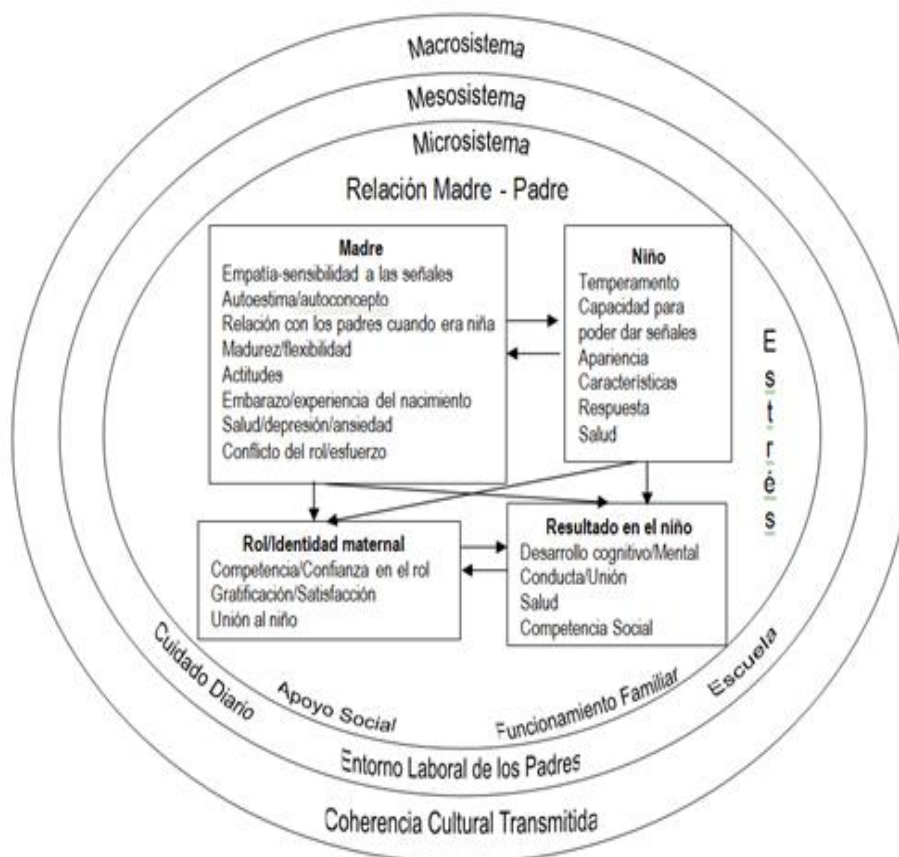 Macrosistema
Mesosistema
Microsistema
Relación Madre - Padre
Madre
Empatía-sensibilidad a las señales
Autoestima/autoconcepto
Relación con los padres cuando era niña
Madurez/flexibilidad
Actitudes
Embarazo/experiencia del nacimiento
Salud/depresión/ansiedad
Conflicto del rol/esfuerzo
Niño
Temperamento
Capacidad para
poder dar señales
Apariencia
Características
Respuesta
Salud
Estrés
Rol/Identidad maternal
Competencia/Confianza en el rol
Gratificación/Satisfacción
Unión al niño
Resultado en el niño
Desarrollo cognitivo/Mental
Conducta/Unión
Salud
Competencia Social
Cuidado Diario
Apoyo Social
Funcionamiento Familiar
Escuela
Entorno Laboral de los Padres
Coherencia Cultural Transmitida